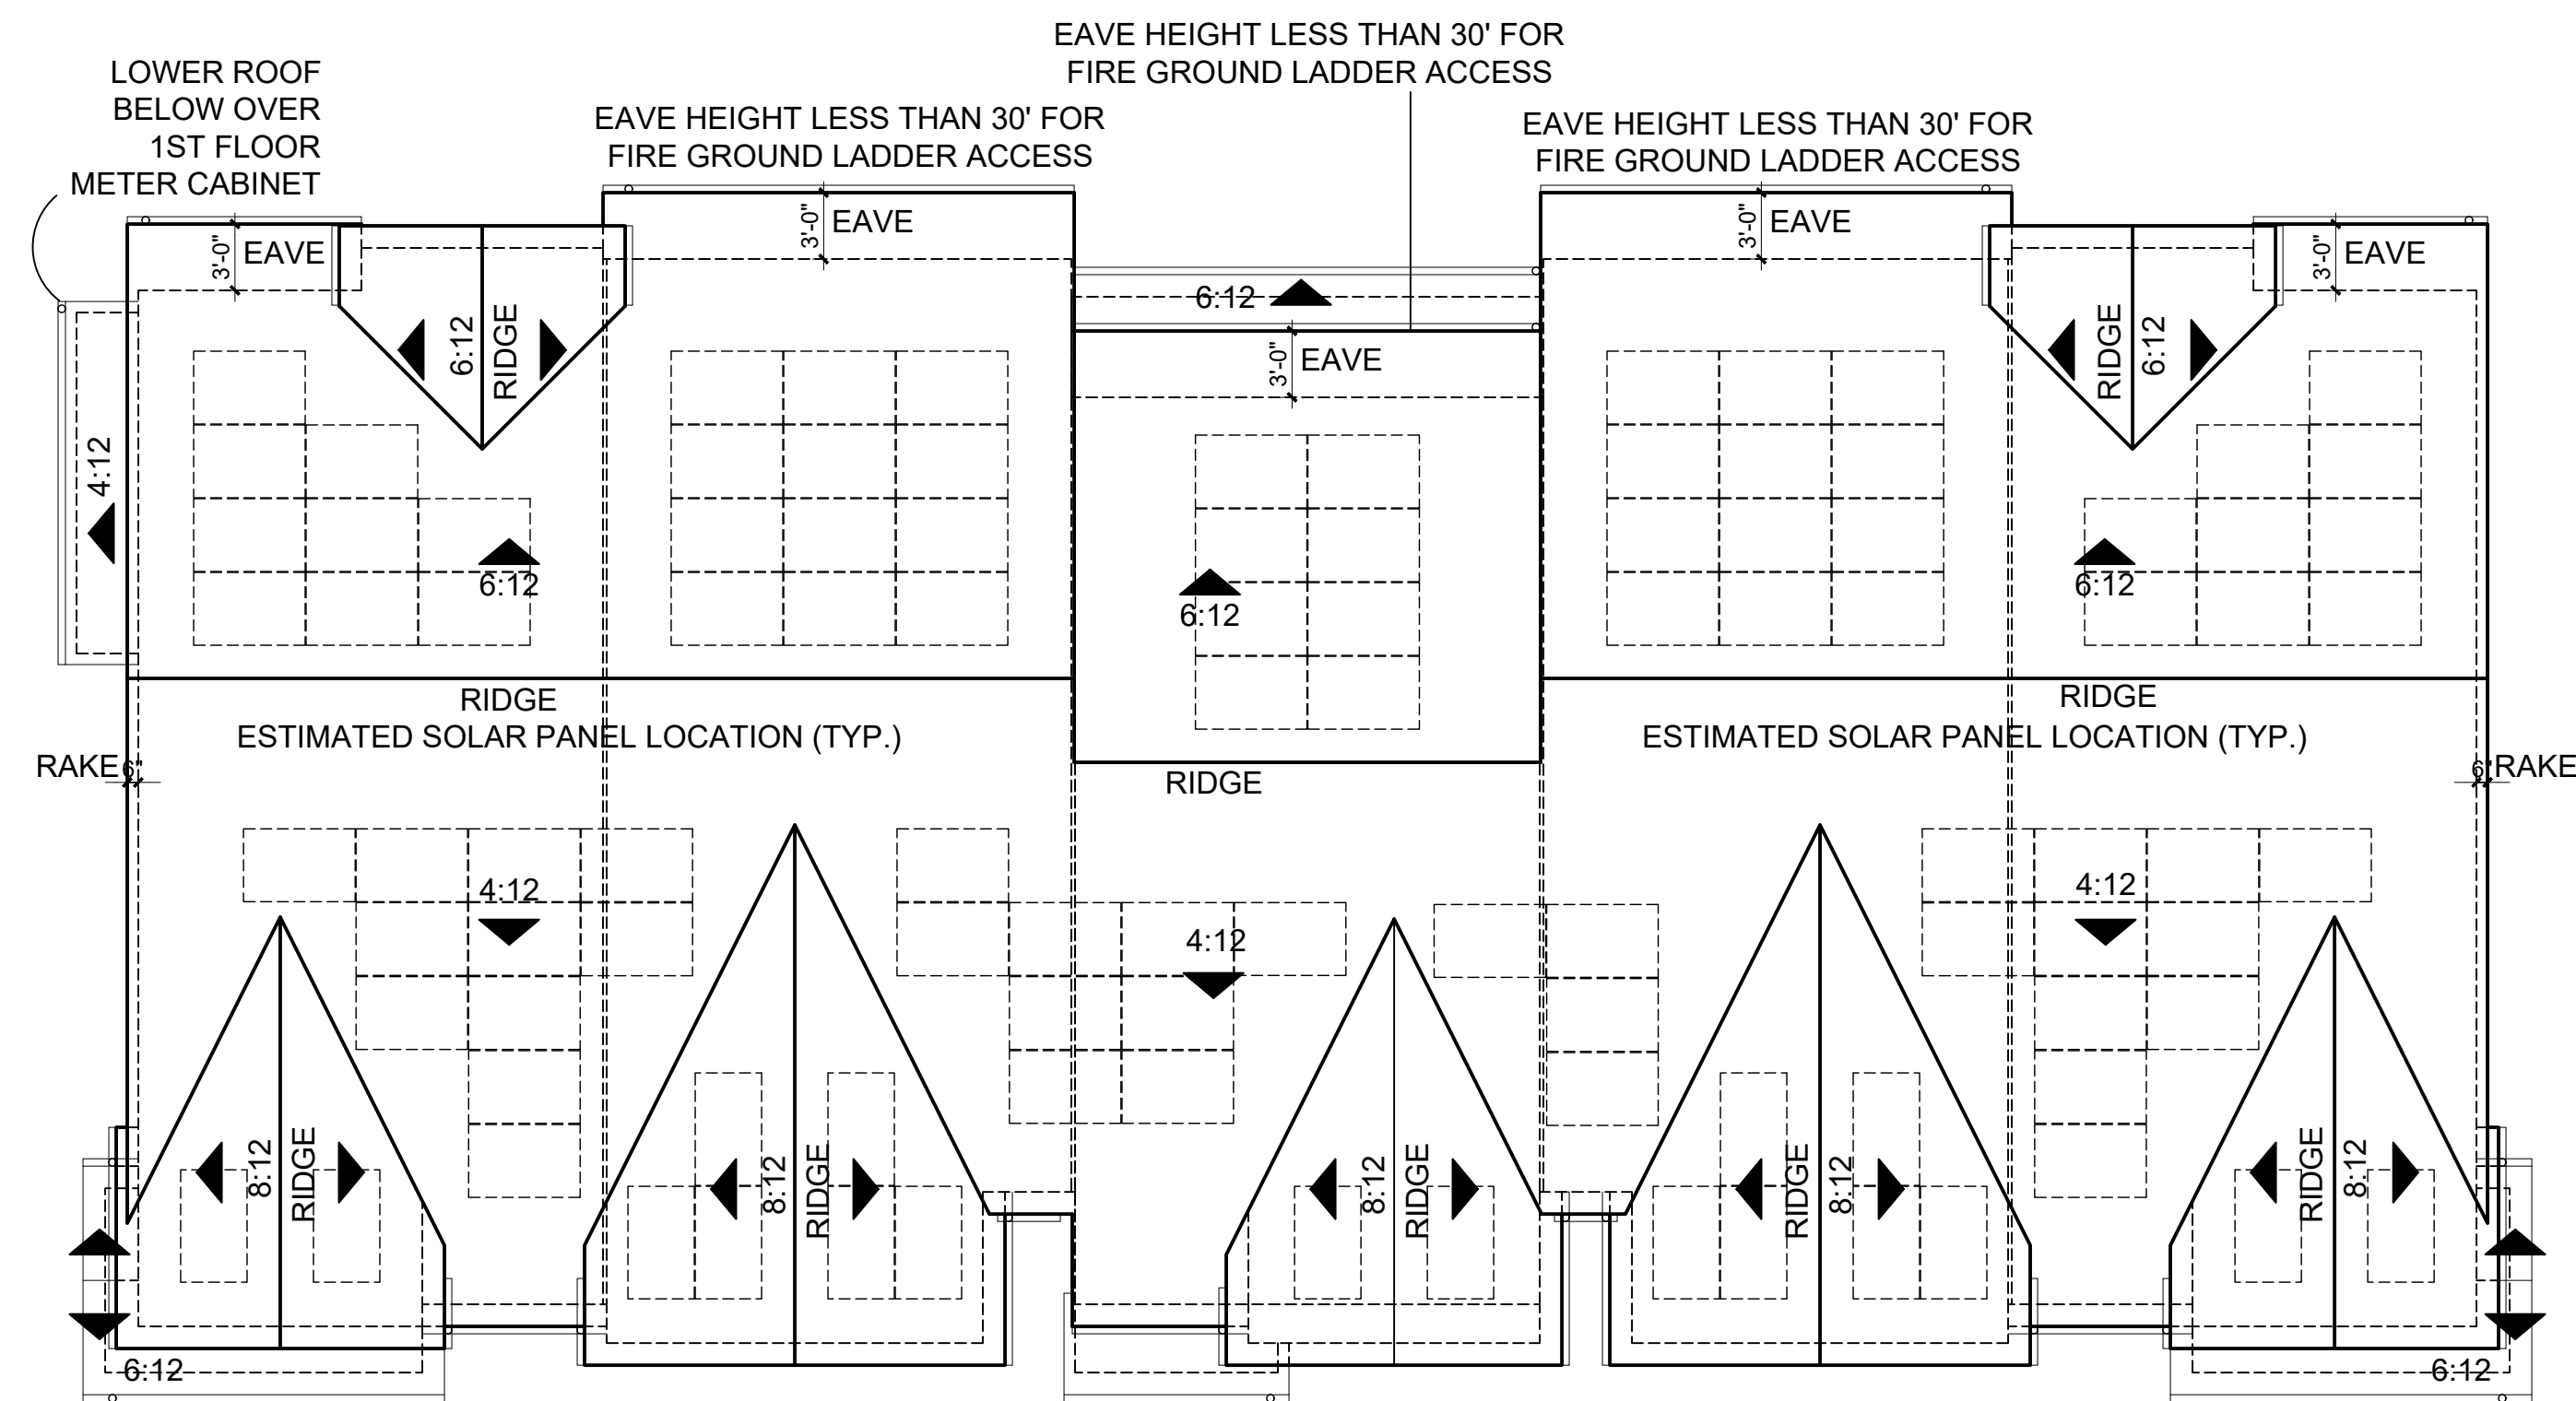 EAVE HEIGHT LESS THAN 30' FOR
FIRE GROUND LADDER ACCESS
LOWER ROOF
BELOW OVER
1ST FLOOR
METER CABINET
EAVE HEIGHT LESS THAN 30' FOR
FIRE GROUND LADDER ACCESS
EAVE HEIGHT LESS THAN 30' FOR
FIRE GROUND LADDER ACCESS
3'-0"
EAVE
3'-0"
EAVE
3'-0"
EAVE
3'-0"
EAVE
6:12
6:12
RIDGE
RIDGE
6:12
3'-0"
EAVE
4:12
6:12
6:12
6:12
RIDGE
RIDGE
ESTIMATED SOLAR PANEL LOCATION (TYP.)
ESTIMATED SOLAR PANEL LOCATION (TYP.)
RAKE
6"
RIDGE
6"
RAKE
4:12
4:12
4:12
8:12
RIDGE
8:12
RIDGE
8:12
RIDGE
RIDGE
8:12
RIDGE
8:12
6:12
6:12